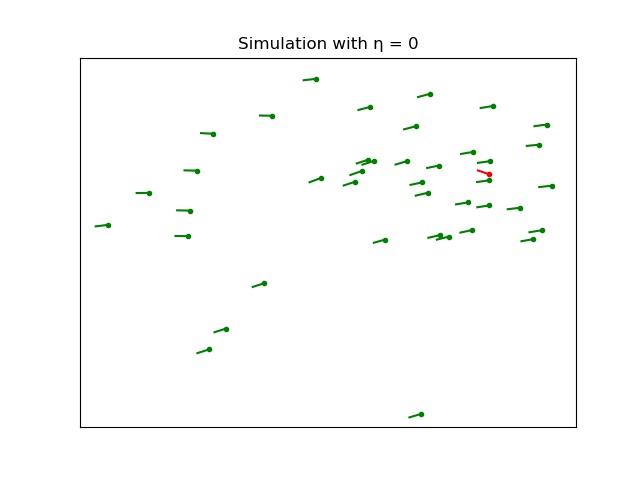 Simulation with η = 0